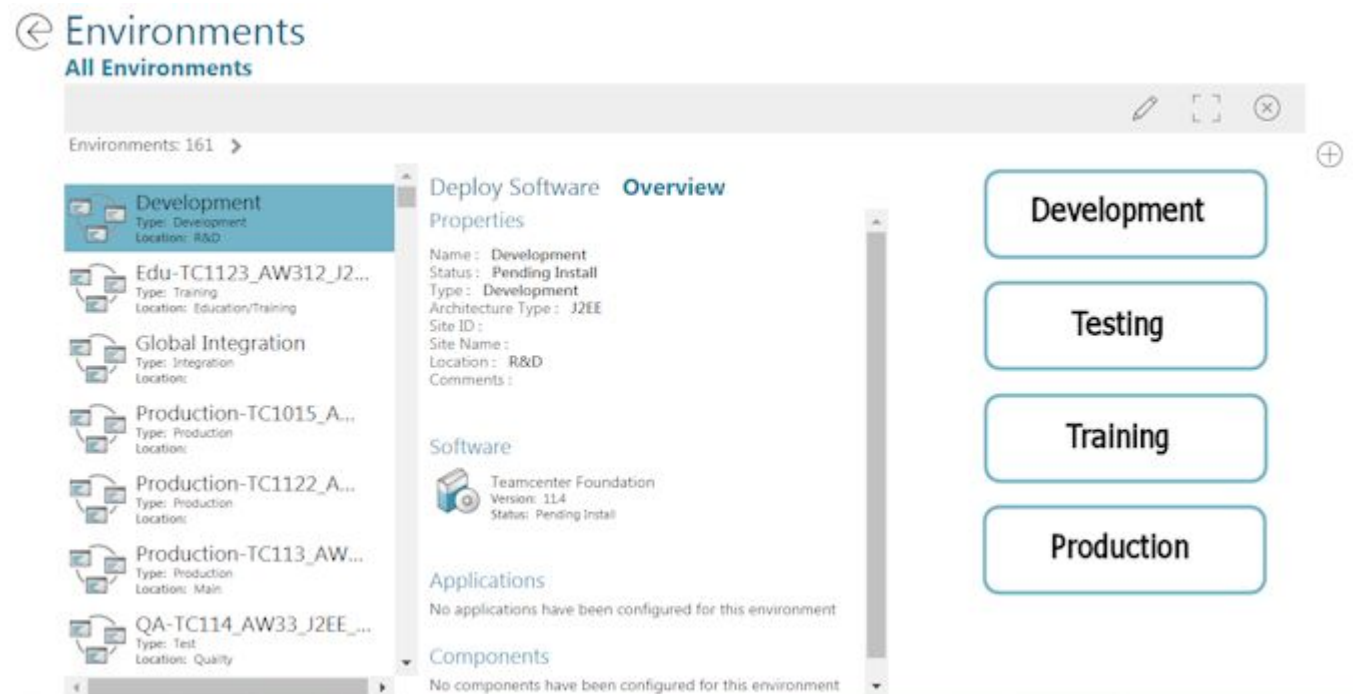 Environments
All Environments
Environments: 161
Development
Type: Development
Location: R&D
Edu-TC1123_AW312_J2...
Type: Training
Location: Education/Training
Global Integration
Type: Integration
Location:
Production-TC1015_A...
Type: Production
Location:
Production-TC1122_A...
Type: Production
Location:
Production-TC113_AW...
Type: Production
Location: Main
QA-TC114_AW33_J2EE_...
Type: Test
Location: Quality
Deploy Software Overview
Properties
Name : Development
Status : Pending Install
Type : Development
Architecture Type : J2EE
Site ID :
Site Name :
Location : R&D
Comments :
Software
Teamcenter Foundation
Version: 11.4
Status: Pending Install
Applications
No applications have been configured for this environment
Components
No components have been configured for this environment
Development
Testing
Training
Production